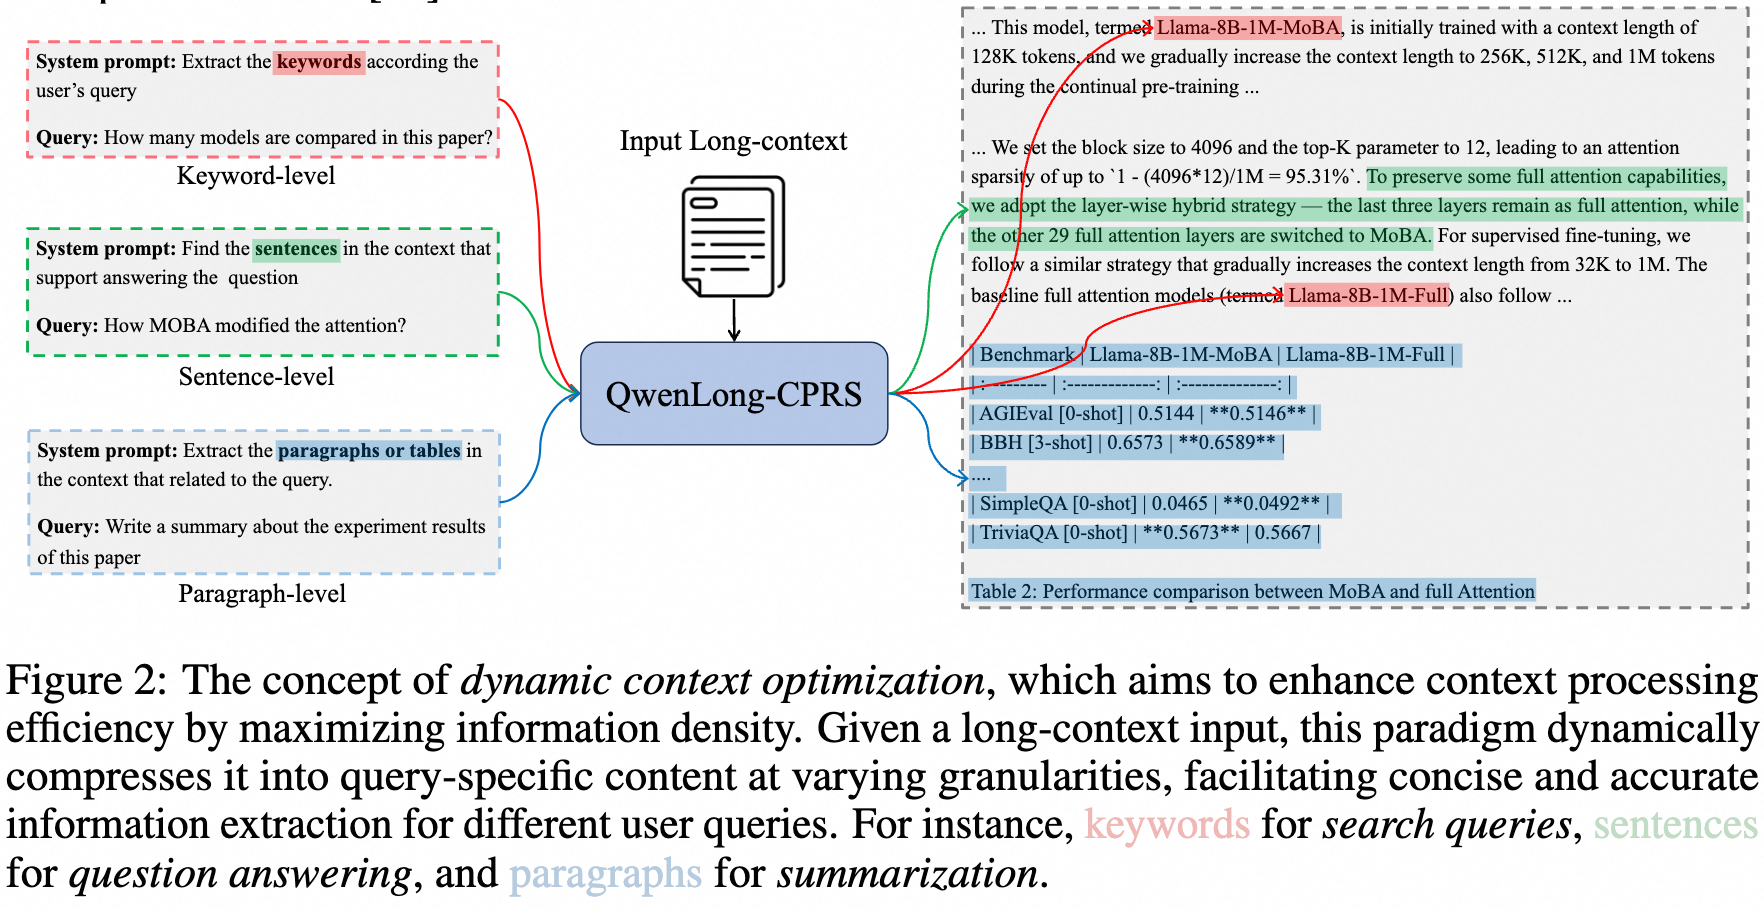 System prompt: Extract the keywords according the
user's query
Query: How many models are compared in this paper?
Keyword-level
System prompt: Find the sentences in the context that
support answering the  question
Query: How MOBA modified the attention?
Sentence-level
System prompt: Extract the paragraphs or tables in
the context that related to the query.
Query: Write a summary about the experiment results
of this paper
Paragraph-level
Input Long-context
QwenLong-CPRS
... This model, termed Llama-8B-1M-MoBA, is initially trained with a context length of
128K tokens, and we gradually increase the context length to 256K, 512K, and 1M tokens
during the continual pre-training ...
... We set the block size to 4096 and the top-K parameter to 12, leading to an attention
sparsity of up to `1 - (4096*12)/1M = 95.31%`. To preserve some full attention capabilities,
we adopt the layer-wise hybrid strategy — the last three layers remain as full attention, while
the other 29 full attention layers are switched to MoBA. For supervised fine-tuning, we
follow a similar strategy that gradually increases the context length from 32K to 1M. The
baseline full attention models (termed Llama-8B-1M-Full) also follow ...
| Benchmark | Llama-8B-1M-MoBA | Llama-8B-1M-Full |
| :--------- | :-------------: | :--------------: |
| AGIEval [0-shot] | 0.5144 | **0.5146** |
| BBH [3-shot] | 0.6573 | **0.6589** |
....
| SimpleQA [0-shot] | 0.0465 | **0.0492** |
| TriviaQA [0-shot] | **0.5673** | 0.5667 |
Table 2: Performance comparison between MoBA and full Attention
Figure 2: The concept of dynamic context optimization, which aims to enhance context processing
efficiency by maximizing information density. Given a long-context input, this paradigm dynamically
compresses it into query-specific content at varying granularities, facilitating concise and accurate
information extraction for different user queries. For instance, keywords for search queries, sentences
for question answering, and paragraphs for summarization.